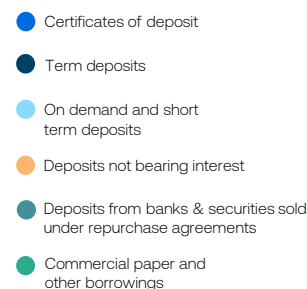 Certificates of deposit
Term deposits
On demand and short
term deposits
Deposits not bearing interest
Deposits from banks & securities sold
under repurchase agreements
Commercial paper and
other borrowings